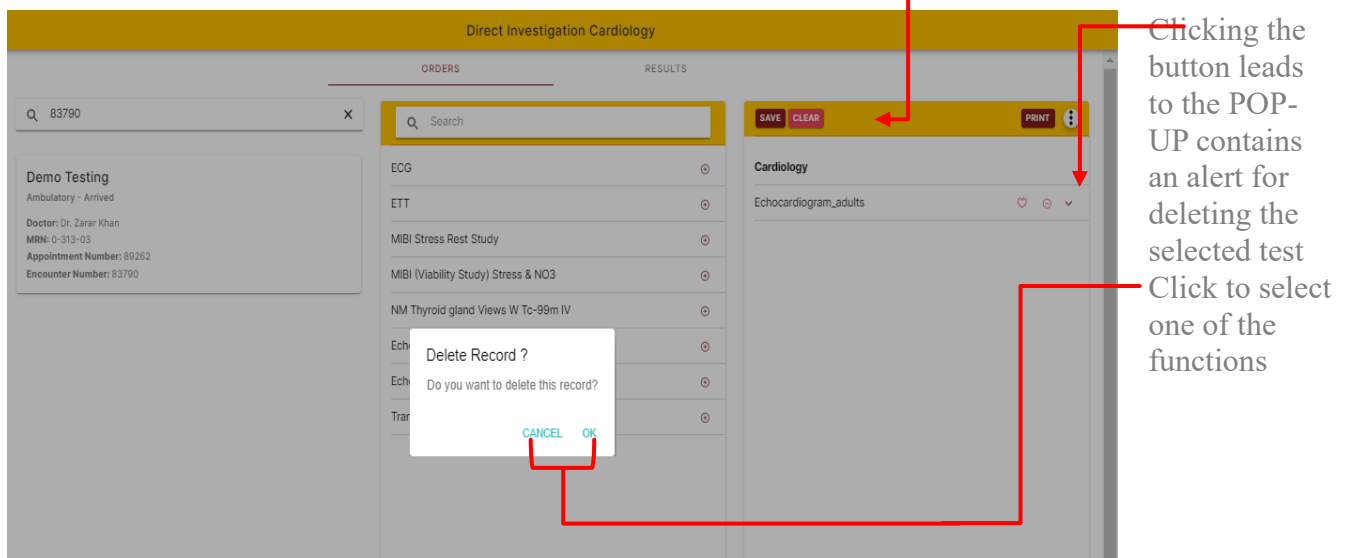 Direct Investigation Cardiology
ORDERS
RESULTS
83790
X
Demo Testing
Ambulatory - Arrived
Doctor: Dr. Zarar Khan
MRN: 0-313-03
Appointment Number: 89262
Encounter Number: 83790
Search
ECG
ETT
MIBI Stress Rest Study
MIBI (Viability Study) Stress & NO3
NM Thyroid gland Views W Tc-99m IV
Delete Record ?
Do you want to delete this record?
CANCEL OK
SAVE CLEAR
PRINT
Cardiology
Echocardiogram_adults
Clicking the
button leads
to the POP-
UP contains
an alert for
deleting the
selected test
Click to select
one of the
functions